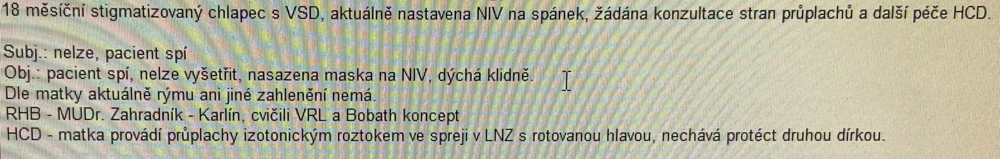 18 měsíční stigmatizovaný chlapec s VSD, aktuálně nastavena NIV na spánek, žádána konzultace stran průplachů a další péče HCD.
Subj.: nelze, pacient spí
Obj.: pacient spí, nelze vyšetřit, nasazena maska na NIV, dýchá klidně.
Dle matky aktuálně rýmu ani jiné zahlenění nemá.
RHB - MUDr. Zahradník - Karlín, cvičili VRL a Bobath koncept
HCD - matka provádí průplachy izotonickým roztokem ve spreji v LNZ s rotovanou hlavou, nechává protéct druhou dírkou.